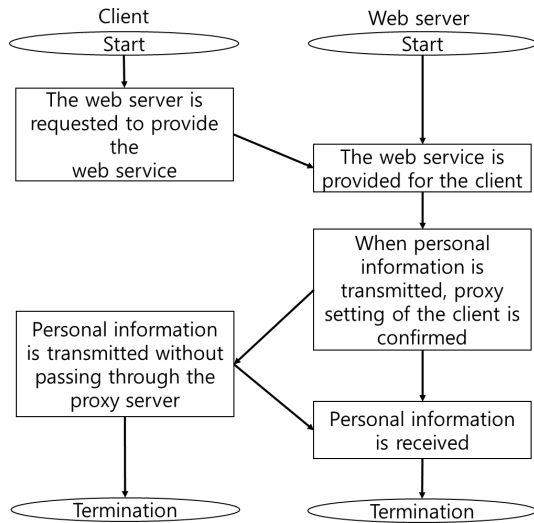 Client
Web server
Start
Start
The web server is
requested to provide
the
web service
The web service is
provided for the client
When personal
information is
transmitted, proxy
setting of the client is
confirmed
Personal information
is transmitted without
passing through the
proxy server
Personal information
is received
Termination
Termination